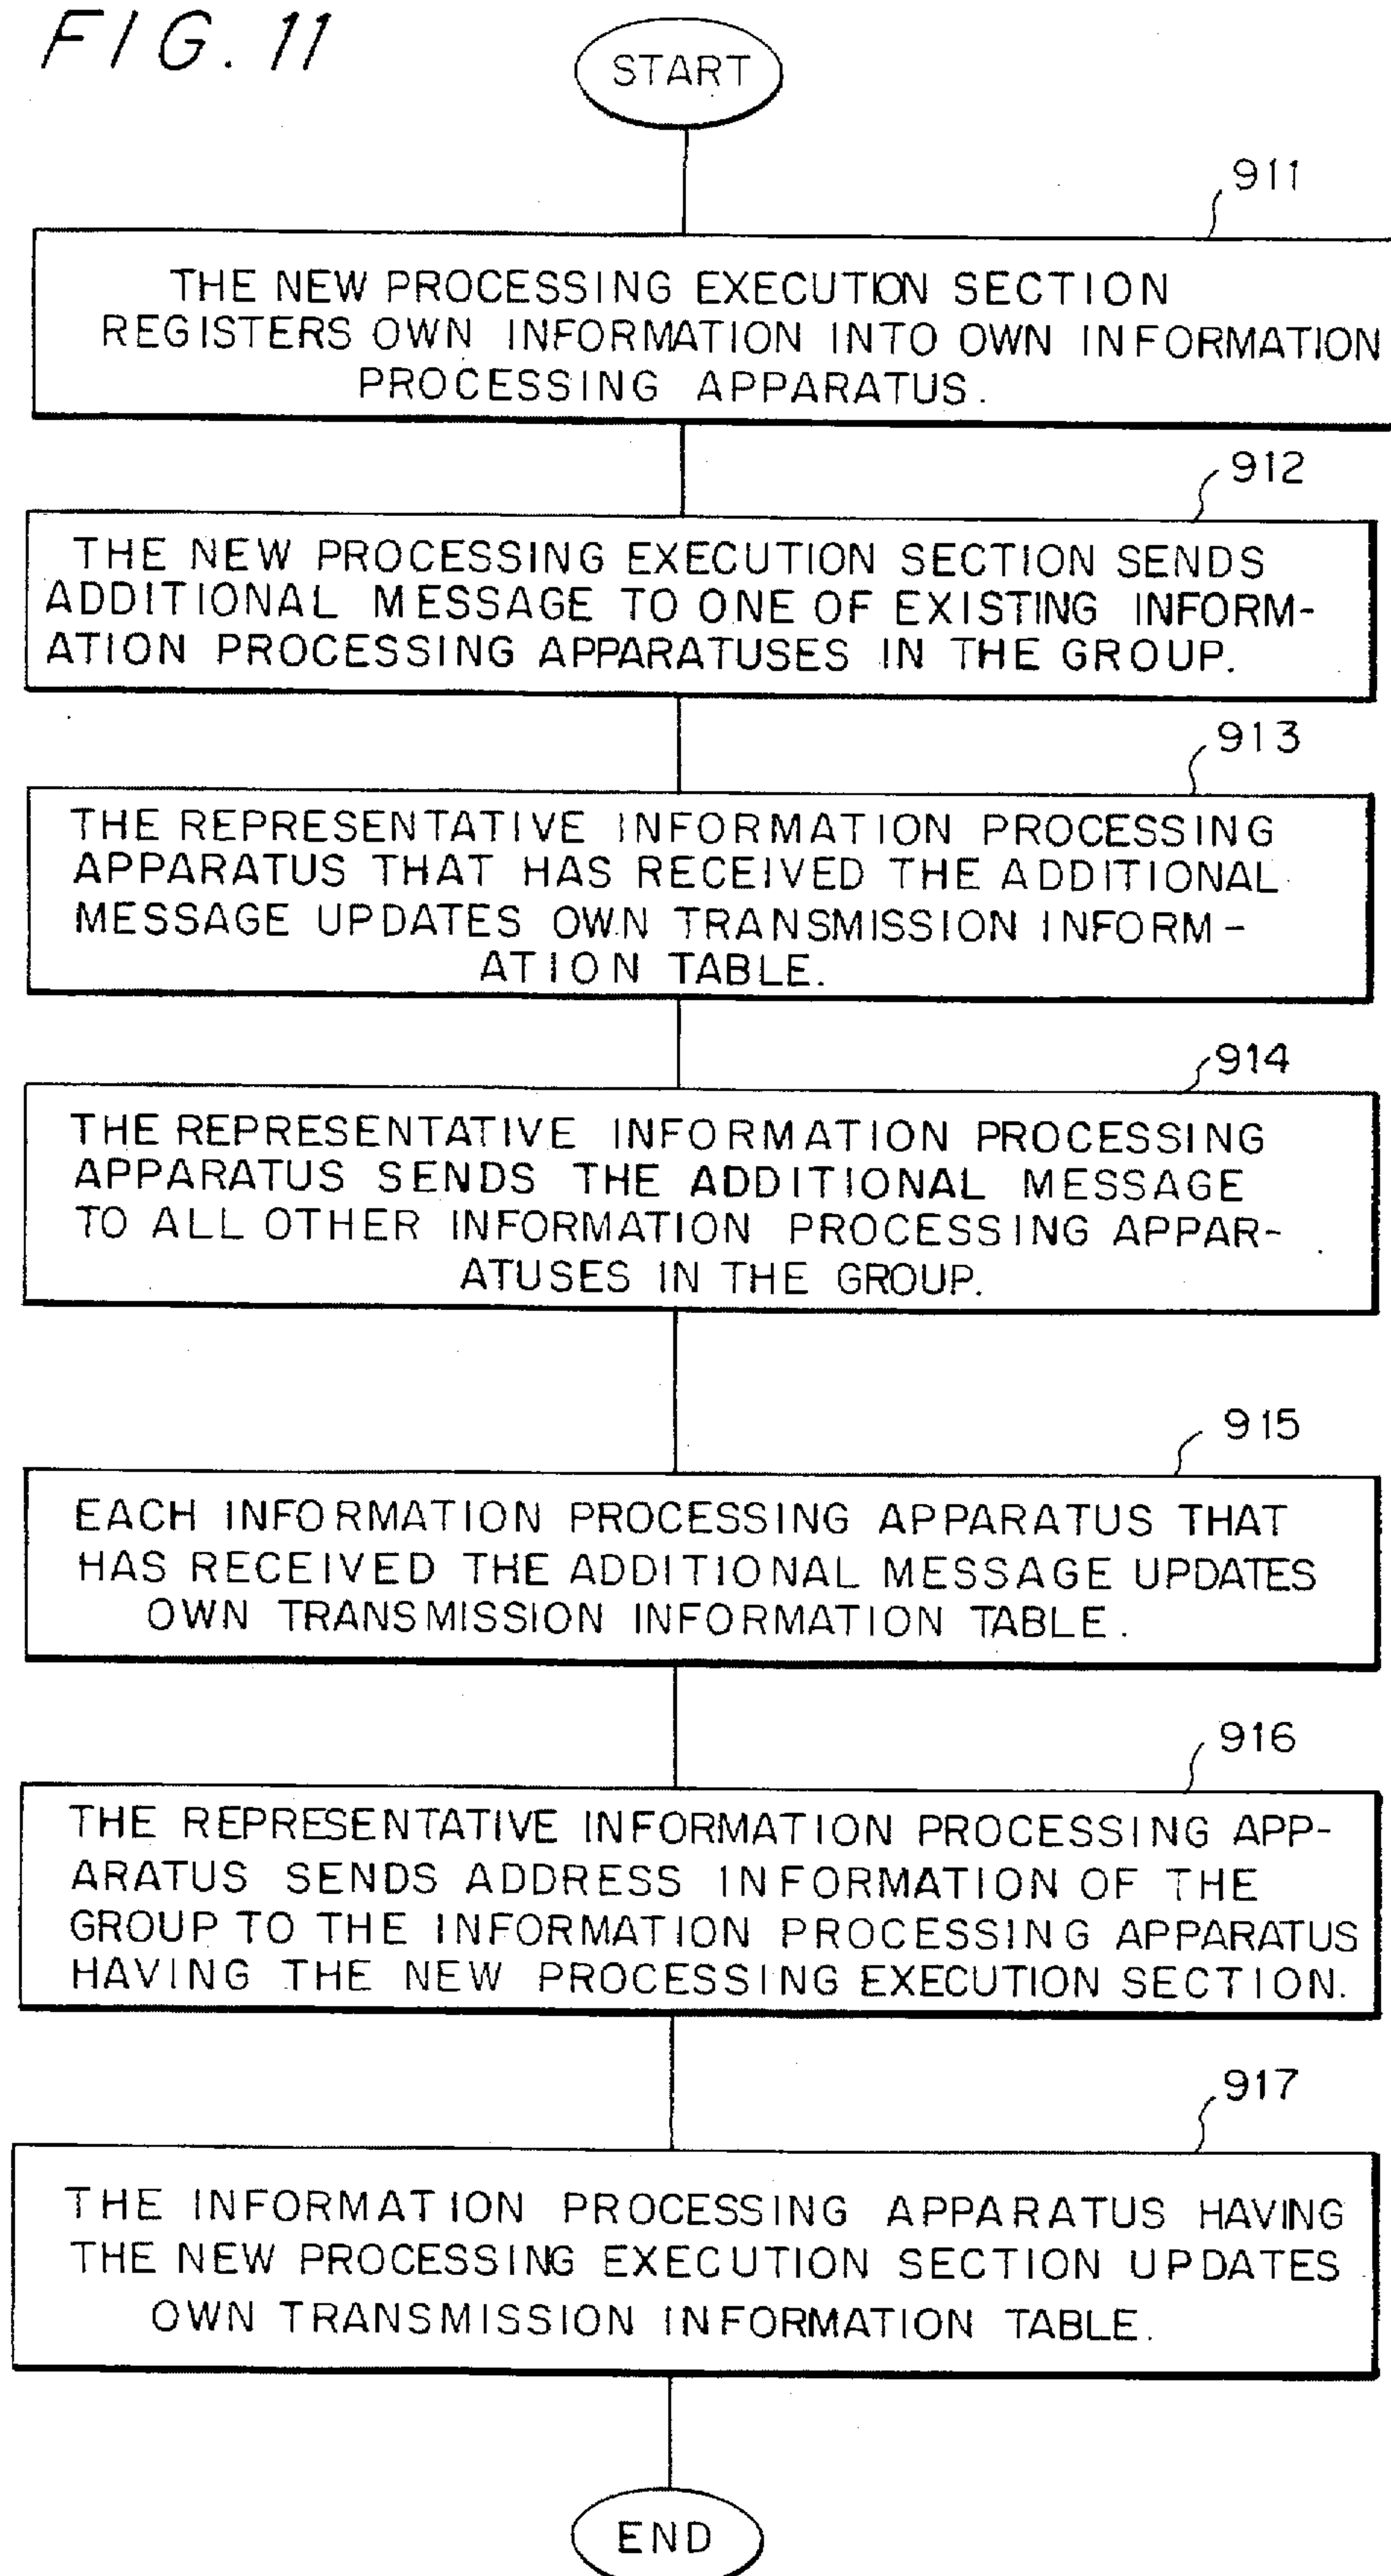 FIG. 11
START
911
THE NEW PROCESSING EXECUTION SECTION
REGISTERS OWN INFORMATION INTO OWN INFORMATION
PROCESSING APPARATUS.
912
THE NEW PROCESSING EXECUTION SECTION SENDS
ADDITIONAL MESSAGE TO ONE OF EXISTING INFORM-
ATION PROCESSING APPARATUSES IN THE GROUP.
913
THE REPRESENTATIVE INFORMATION PROCESSING
APPARATUS THAT HAS RECEIVED THE ADDITIONAL
MESSAGE UPDATES OWN TRANSMISSION INFORM-
ATION TABLE.
914
THE REPRESENTATIVE INFORMATION PROCESSING
APPARATUS SENDS THE ADDITIONAL MESSAGE
TO ALL OTHER INFORMATION PROCESSING APPAR-
ATUSES IN THE GROUP.
915
EACH INFORMATION PROCESSING APPARATUS THAT
HAS RECEIVED THE ADDITIONAL MESSAGE UPDATES
OWN TRANSMISSION INFORMATION TABLE.
916
THE REPRESENTATIVE INFORMATION PROCESSING APP-
ARATUS SENDS ADDRESS INFORMATION OF THE
GROUP TO THE INFORMATION PROCESSING APPARATUS
HAVING THE NEW PROCESSING EXECUTION SECTION.
917
THE INFORMATION PROCESSING APPARATUS HAVING
THE NEW PROCESSING EXECUTION SECTION UPDATES
OWN TRANSMISSION INFORMATION TABLE.
END